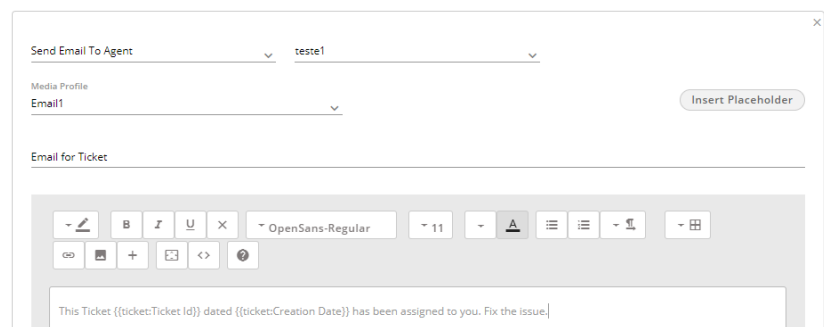 ×
Send Email To Agent teste1
Media Profile
Email1 Insert Placeholder
Email for Ticket
B I U × OpenSans-Regular 11 A
+ <> ?
This Ticket {{ticket:Ticket Id}} dated {{ticket:Creation Date}} has been assigned to you. Fix the issue.